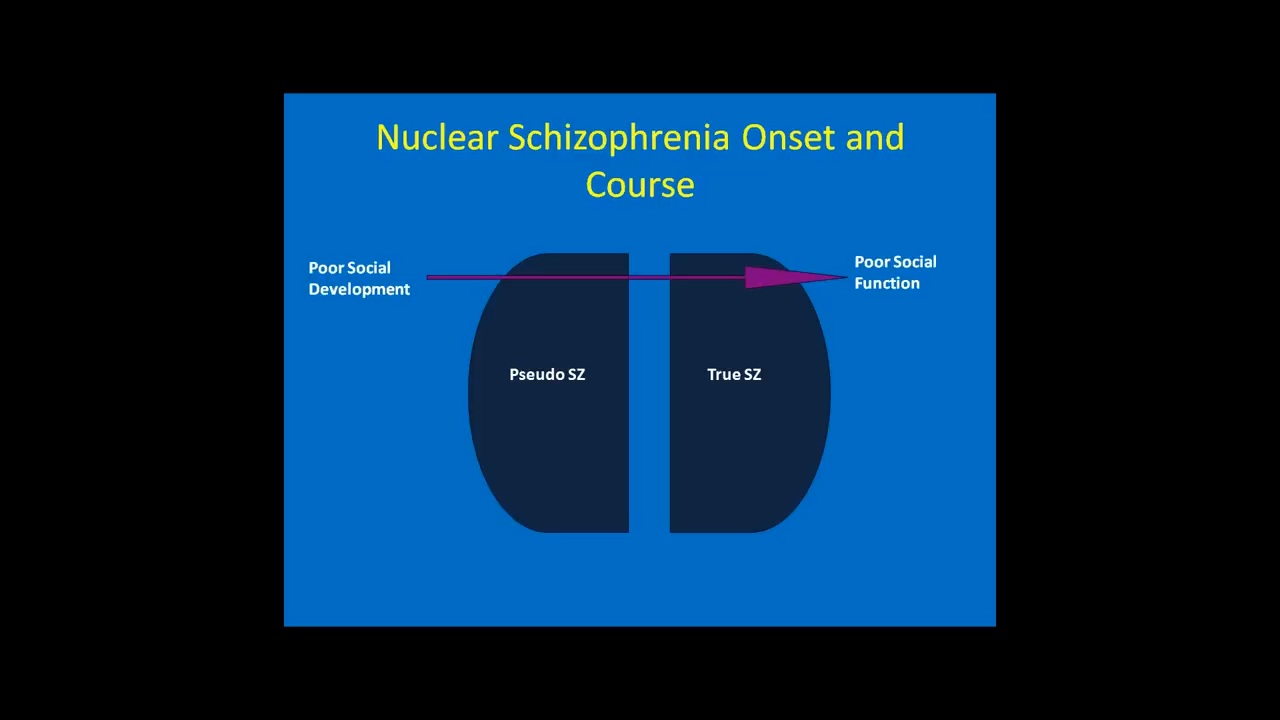 Nuclear Schizophrenia Onset and
Course
Poor Social
Development
Poor Social
Function
Pseudo SZ
True SZ